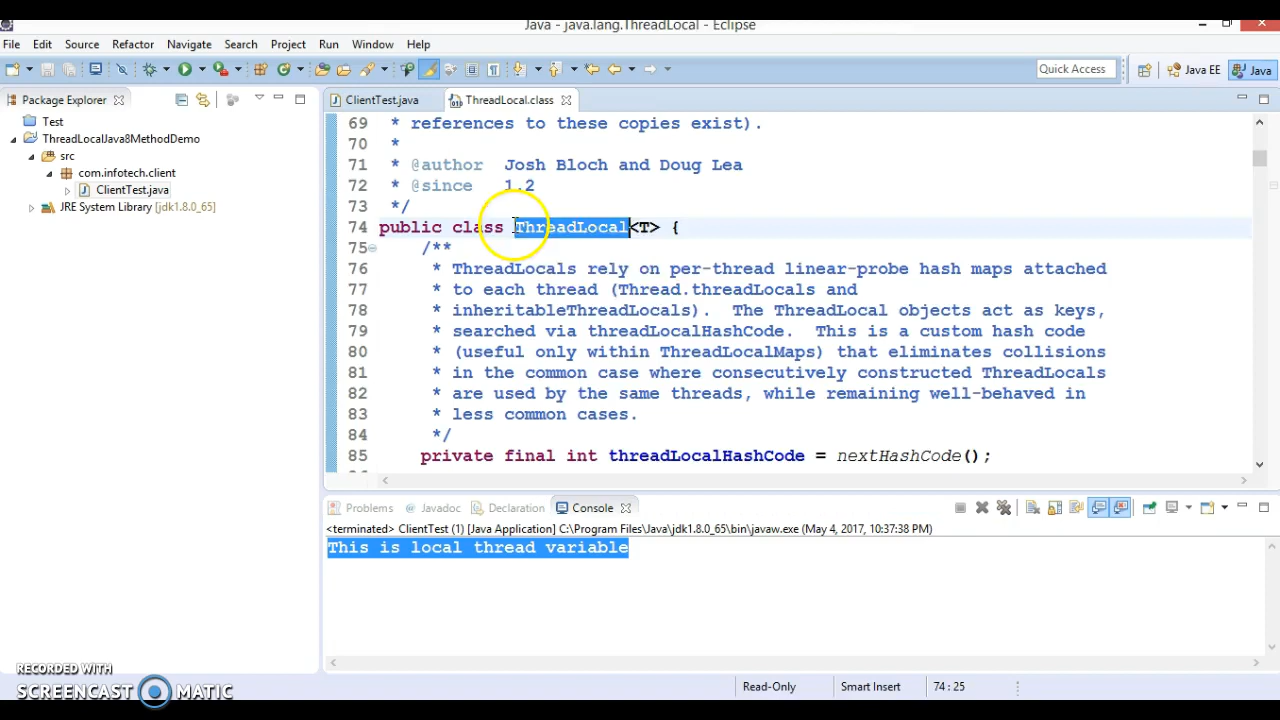 Java - java.lang.ThreadLocal - Eclipse
File Edit Source Refactor Navigate Search Project Run Window Help
Quick Access Java EE Java
Package Explorer
Test
ThreadLocalJava8MethodDemo
src
com.infotech.client
ClientTest.java
JRE System Library [jdk1.8.0_65]
ClientTest.java ThreadLocal.class
69 * references to these copies exist).
70 *
71 * @author Josh Bloch and Doug Lea
72 * @since 1.2
73 */
74 public class ThreadLocal<T> {
75 /**
76 * ThreadLocals rely on per-thread linear-probe hash maps attached
77 * to each thread (Thread.threadLocals and
78 * inheritableThreadLocals). The ThreadLocal objects act as keys,
79 * searched via threadLocalHashCode. This is a custom hash code
80 * (useful only within ThreadLocalMaps) that eliminates collisions
81 * in the common case where consecutively constructed ThreadLocals
82 * are used by the same threads, while remaining well-behaved in
83 * less common cases.
84 */
85 private final int threadLocalHashCode = nextHashCode();
Problems Javadoc Declaration Console
<terminated> ClientTest (1) [Java Application] C:\Program Files\Java\jdk1.8.0_65\bin\javaw.exe (May 4, 2017, 10:37:38 PM)
This is local thread variable
Read-Only Smart Insert 74 : 25
RECORDED WITH
SCREENCAST MATIC